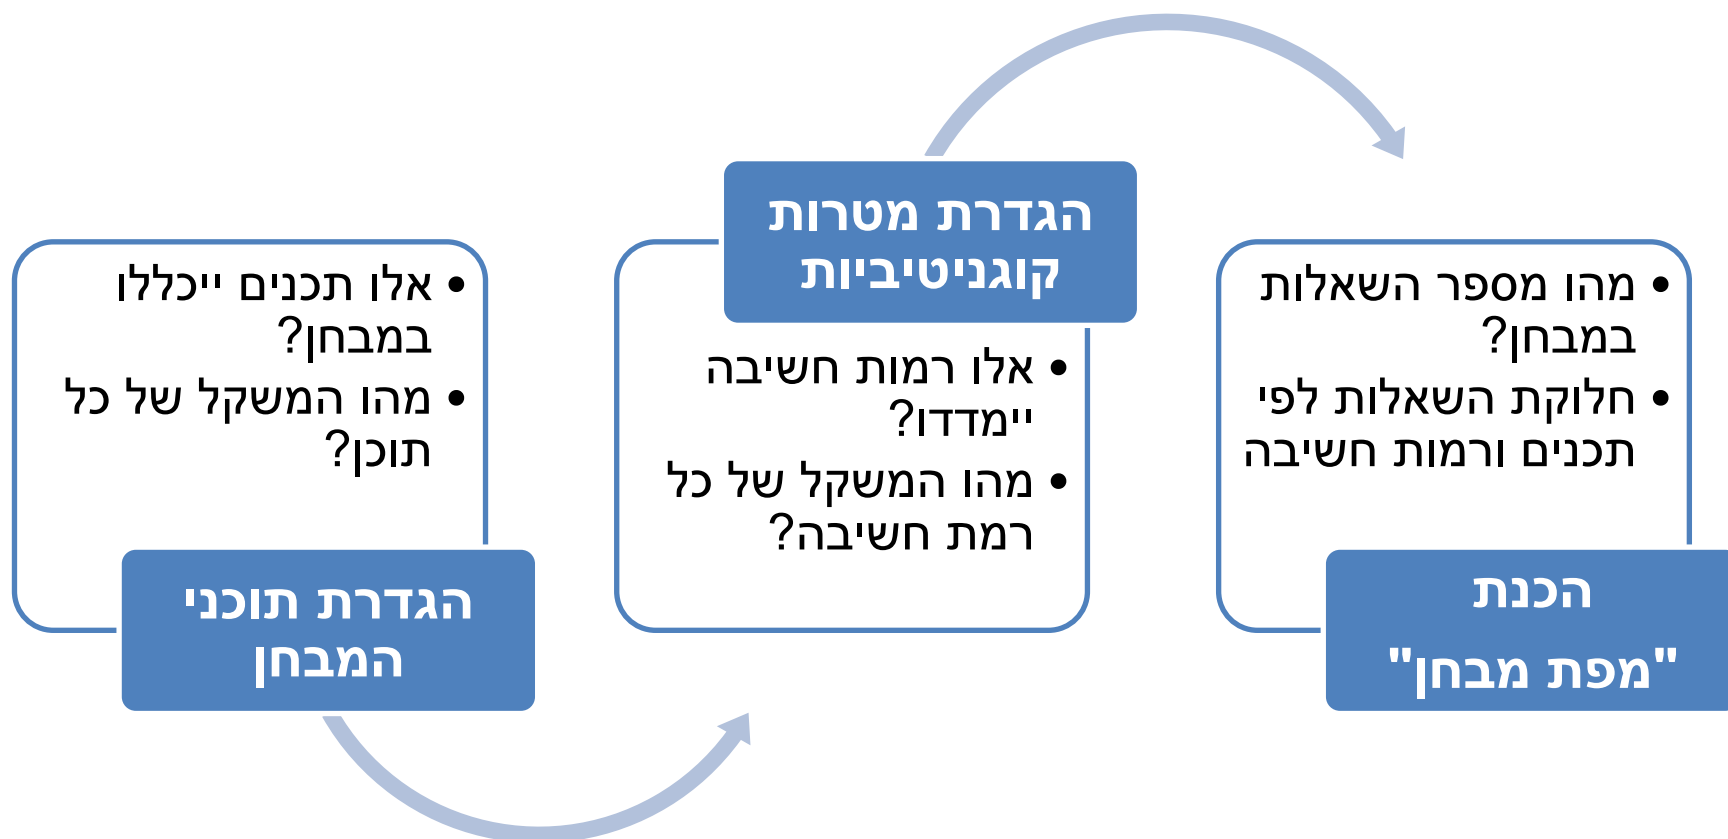 • אלו תכנים ייכללו
במבחן?
• מהו המשקל של כל
תוכן?
הגדרת תוכני
המבחן
הגדרת מטרות
קוגניטיביות
• אלו רמות חשיבה
יימדדו?
• מהו המשקל של כל
רמת חשיבה?
• מהו מספר השאלות
במבחן?
• חלוקת השאלות לפי
תכנים ורמות חשיבה
הכנת
"מפת מבחן"